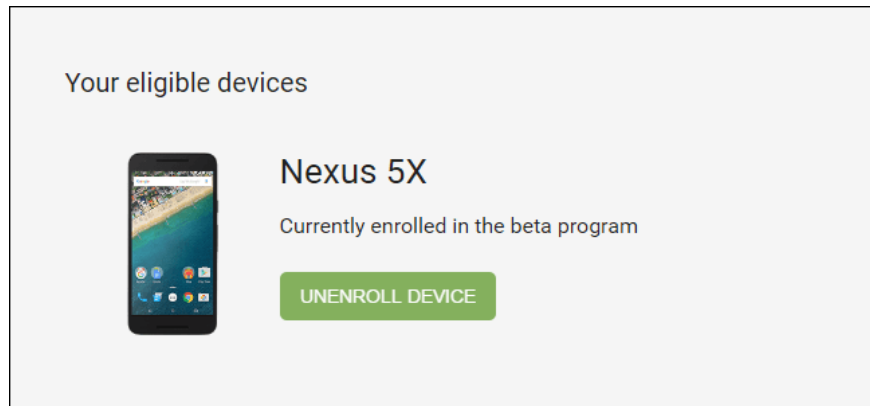 Your eligible devices
Nexus 5X
Currently enrolled in the beta program
UNENROLL DEVICE